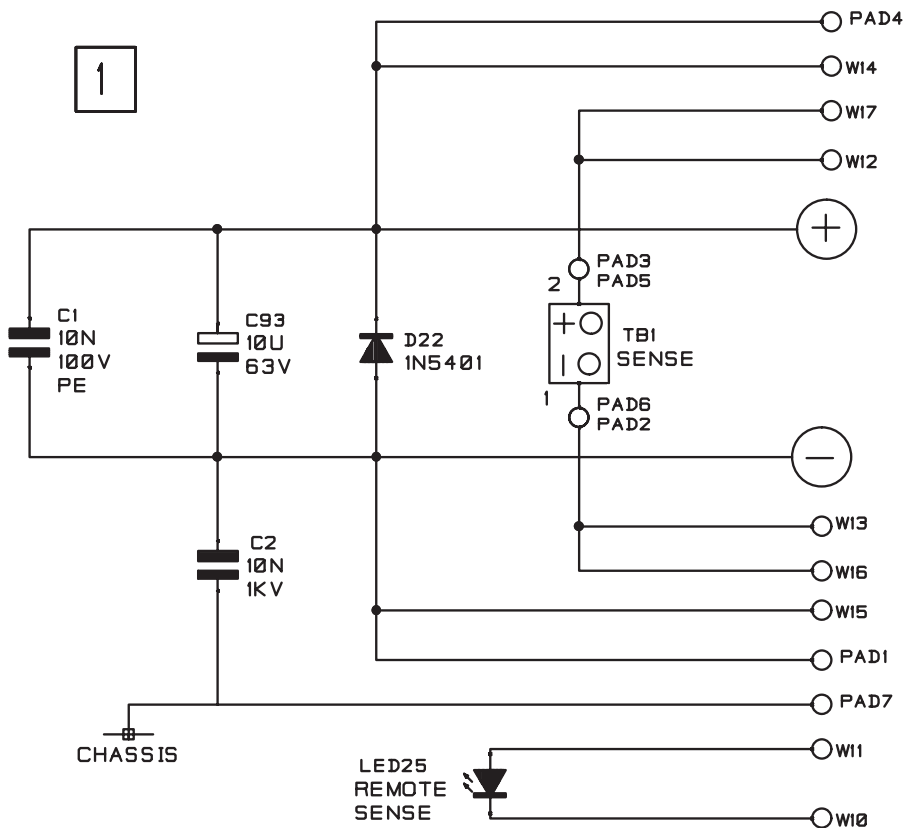 PAD4
1
W14
W17
W12
+
PAD3
2 PAD5
C1
10N
100V
PE
C93
10U
63V
D22
1N5401
+
TB1
SENSE
1
PAD6
PAD2
−
W13
C2
10N
1KV
W16
W15
PAD1
PAD7
CHASSIS
W11
LED25
REMOTE
SENSE
W10